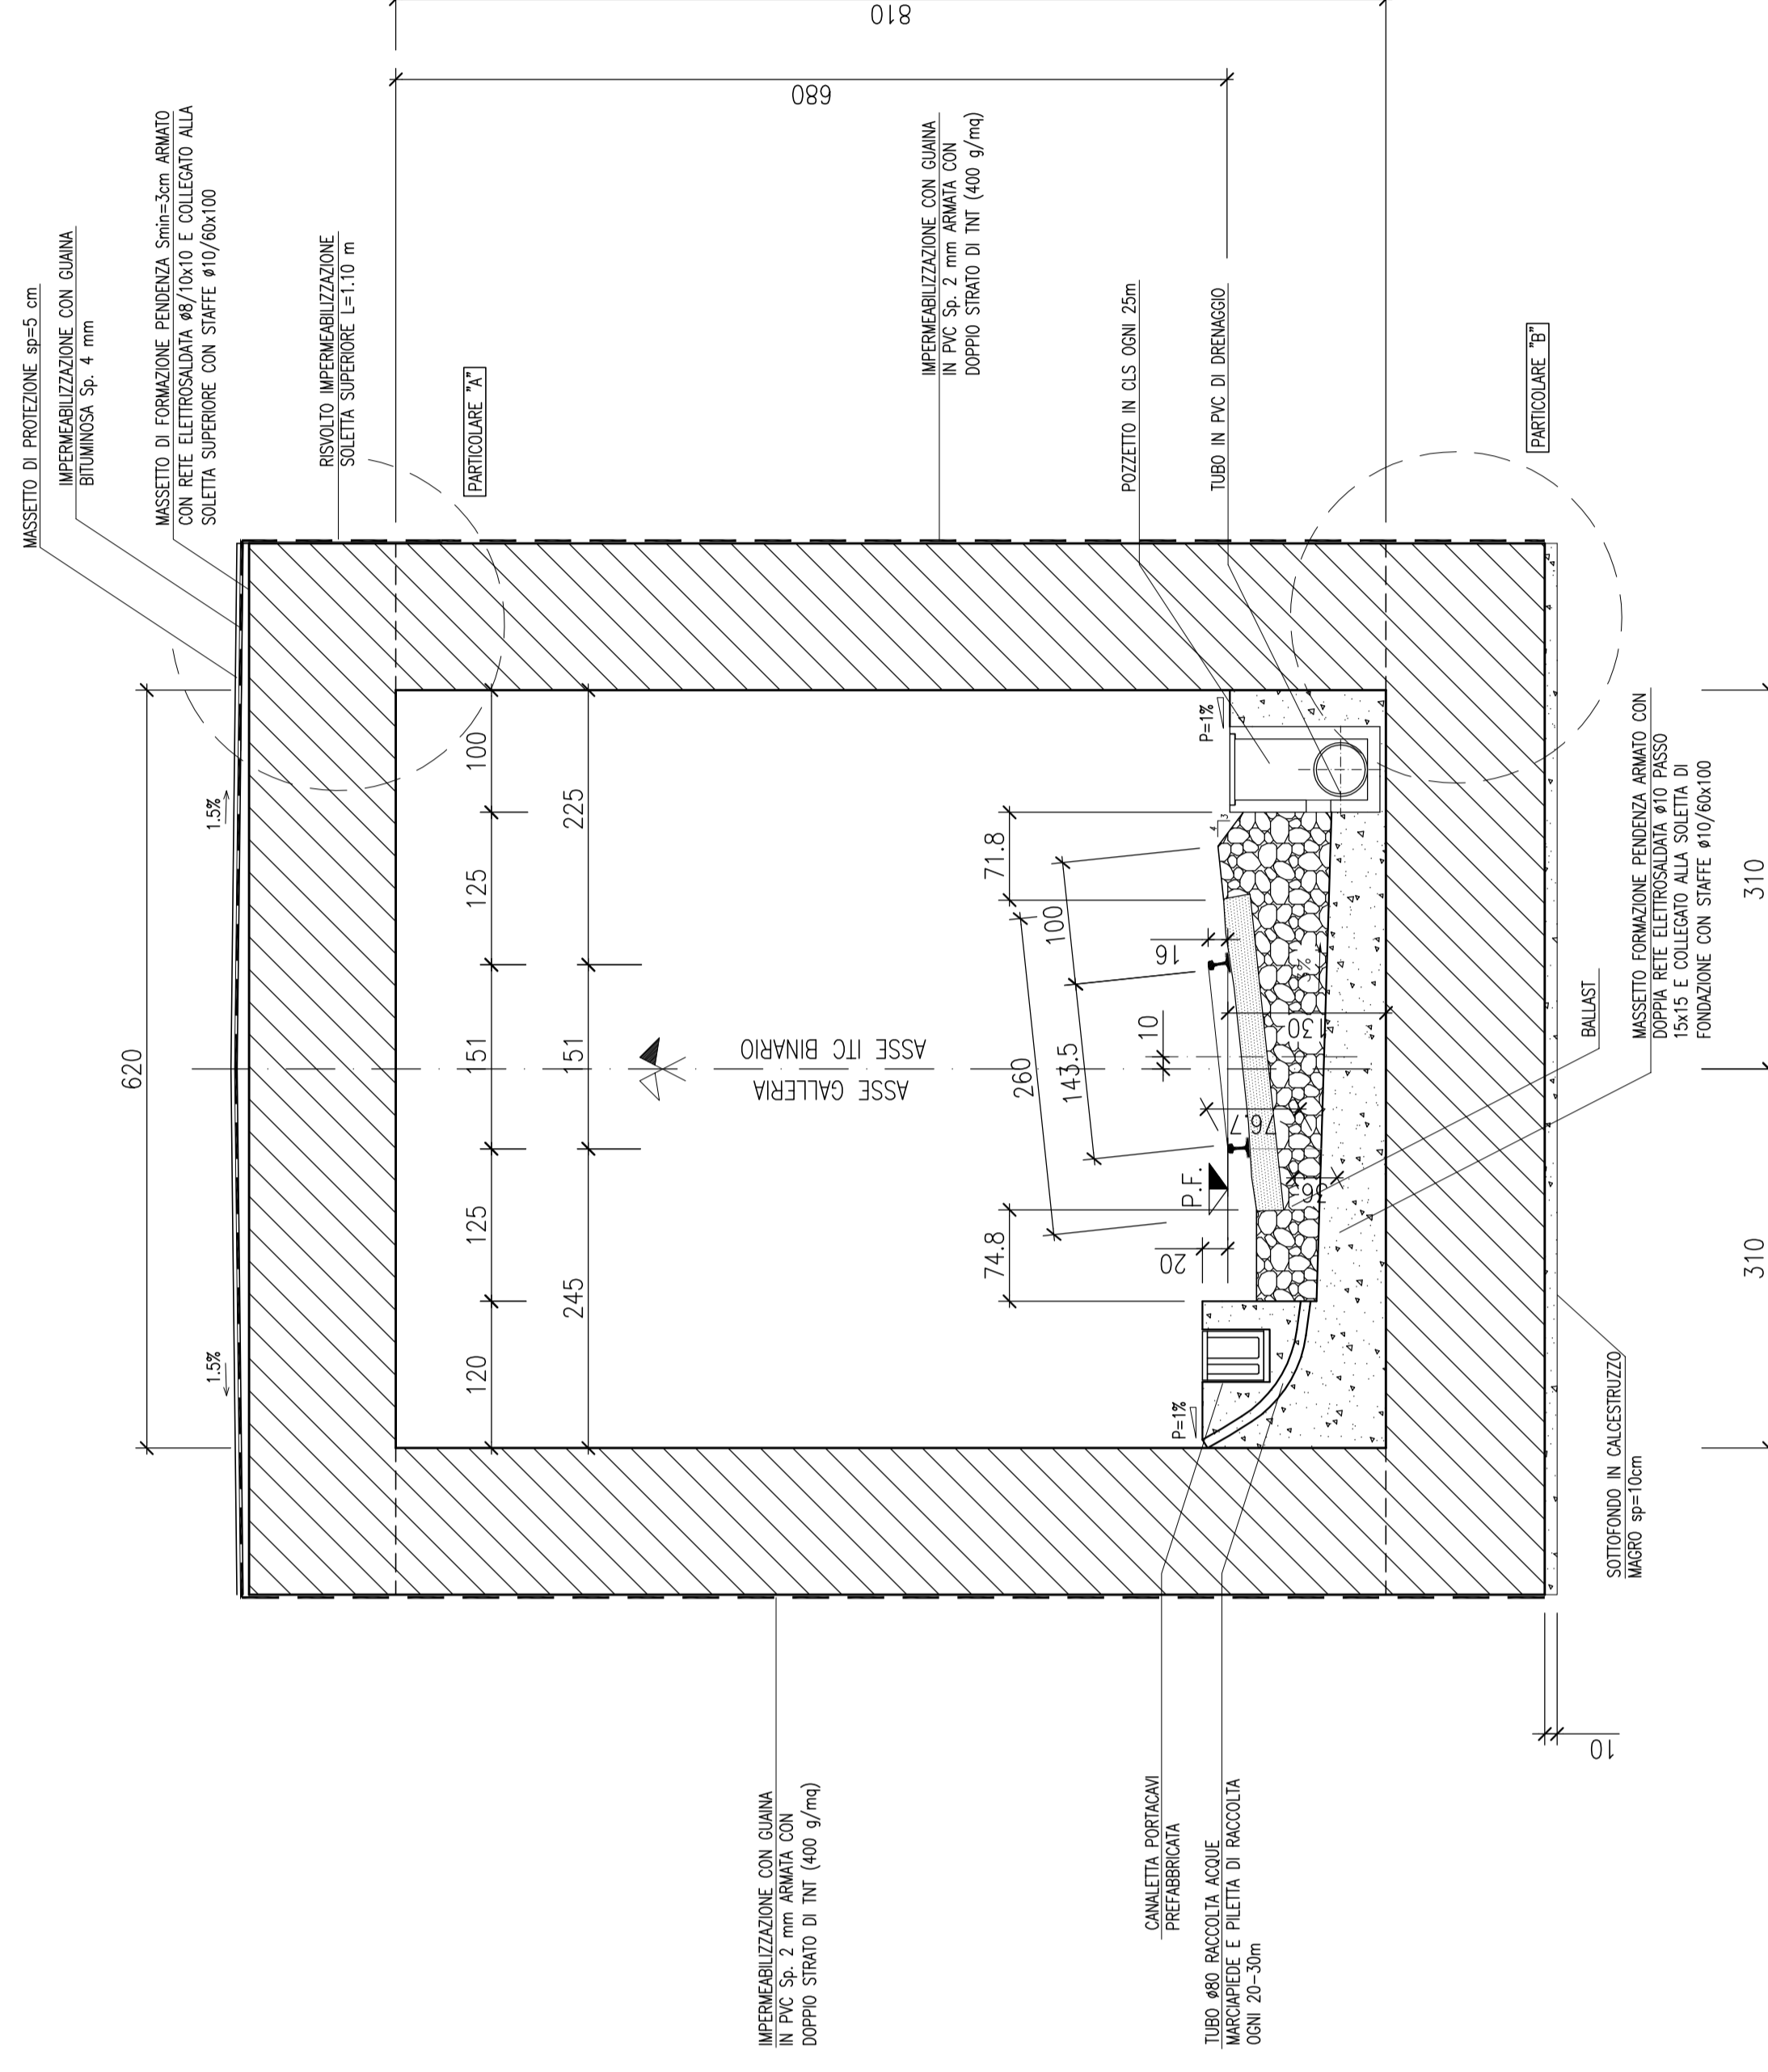 MASSETTO DI PROTEZIONE sp=5 cm
IMPERMEABILIZZAZIONE CON GUAINA
BITUMINOSA Sp. 4 mm
MASSETTO DI FORMAZIONE PENDENZA Smin=3cm ARMATO
CON RETE ELETTROSALDATA ø8/10x10 E COLLEGATO ALLA
SOLETTA SUPERIORE CON STAFFE ø10/60x100
RISVOLTO IMPERMEABILIZZAZIONE
SOLETTA SUPERIORE L=1.10 m
PARTICOLARE "A"
810
680
IMPERMEABILIZZAZIONE CON GUAINA
IN PVC Sp. 2 mm ARMATA CON
DOPPIO STRATO DI TNT (400 g/mq)
POZZETTO IN CLS OGNI 25m
TUBO IN PVC DI DRENAGGIO
PARTICOLARE "B"
620
1.5%
1.5%
100
125
151
125
120
225
151
245
ASSE ITC BINARIO
ASSE GALLERIA
71.8
74.8
260
100
143.5
10
16
130
76.7
36
20
P.F.
3%
4
3
P=1%
P=1%
BALLAST
MASSETTO FORMAZIONE PENDENZA ARMATO CON
DOPPIA RETE ELETTROSALDATA ø10 PASSO
15x15 E COLLEGATO ALLA SOLETTA DI
FONDAZIONE CON STAFFE ø10/60x100
310
310
SOTTOFONDO IN CALCESTRUZZO
MAGRO sp=10cm
10
IMPERMEABILIZZAZIONE CON GUAINA
IN PVC Sp. 2 mm ARMATA CON
DOPPIO STRATO DI TNT (400 g/mq)
CANALETTA PORTACAVI
PREFABBRICATA
TUBO ø80 RACCOLTA ACQUE
MARCIAPIEDE E PILETTA DI RACCOLTA
OGNI 20-30m